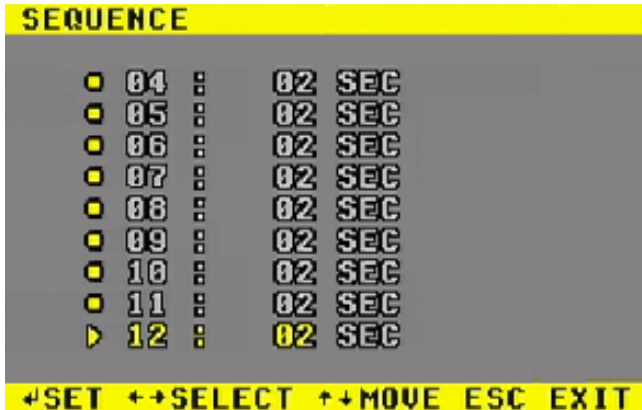 SEQUENCE
04 : 02 SEC
05 : 02 SEC
06 : 02 SEC
07 : 02 SEC
08 : 02 SEC
09 : 02 SEC
10 : 02 SEC
11 : 02 SEC
12 : 02 SEC
↲SET ←→SELECT ↑↓MOVE ESC EXIT